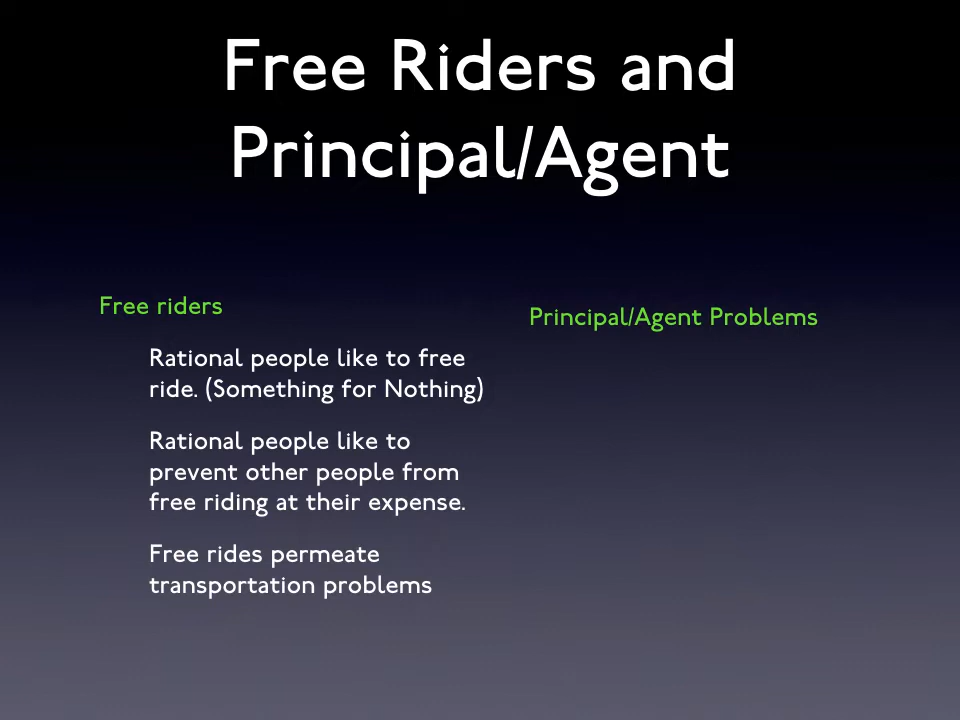 Free Riders and
Principal/Agent
Free riders
Rational people like to free
ride. (Something for Nothing)
Rational people like to
prevent other people from
free riding at their expense.
Free rides permeate
transportation problems
Principal/Agent Problems